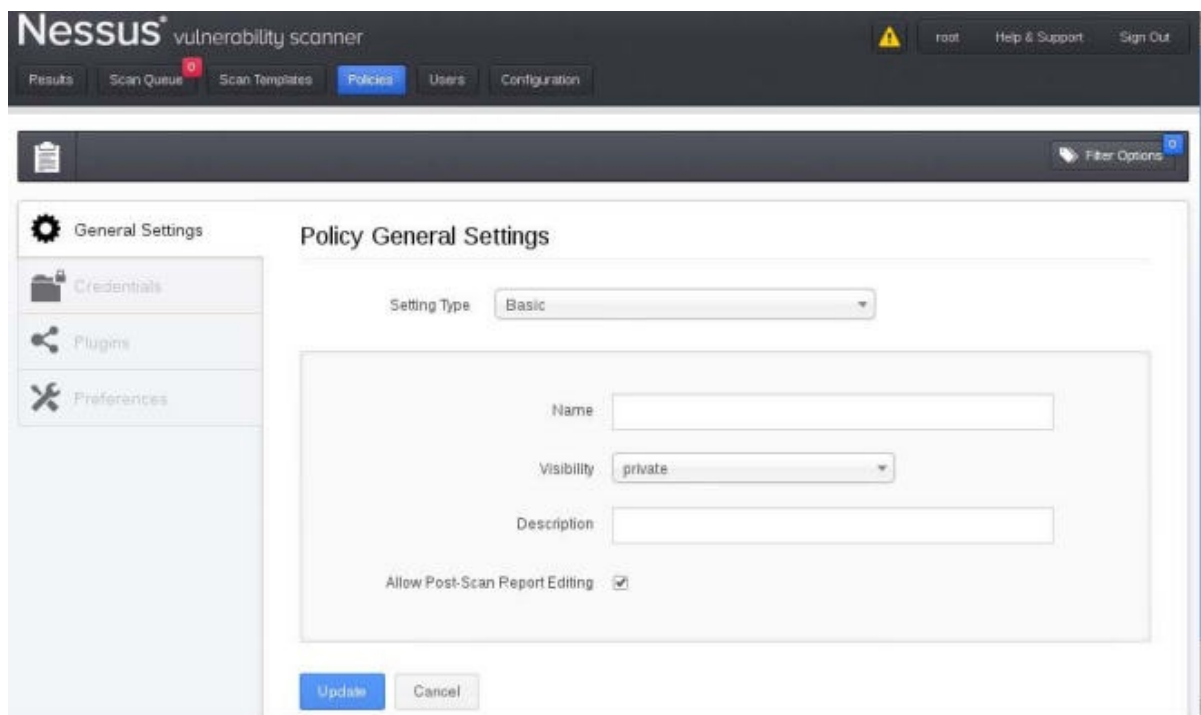 Nessus® vulnerability scanner
root Help & Support Sign Out
Results Scan Queue 0 Scan Templates Policies Users Configuration
Filter Options 0
General Settings
Credentials
Plugins
Preferences
Policy General Settings
Setting Type Basic
Name
Visibility private
Description
Allow Post-Scan Report Editing
Update Cancel